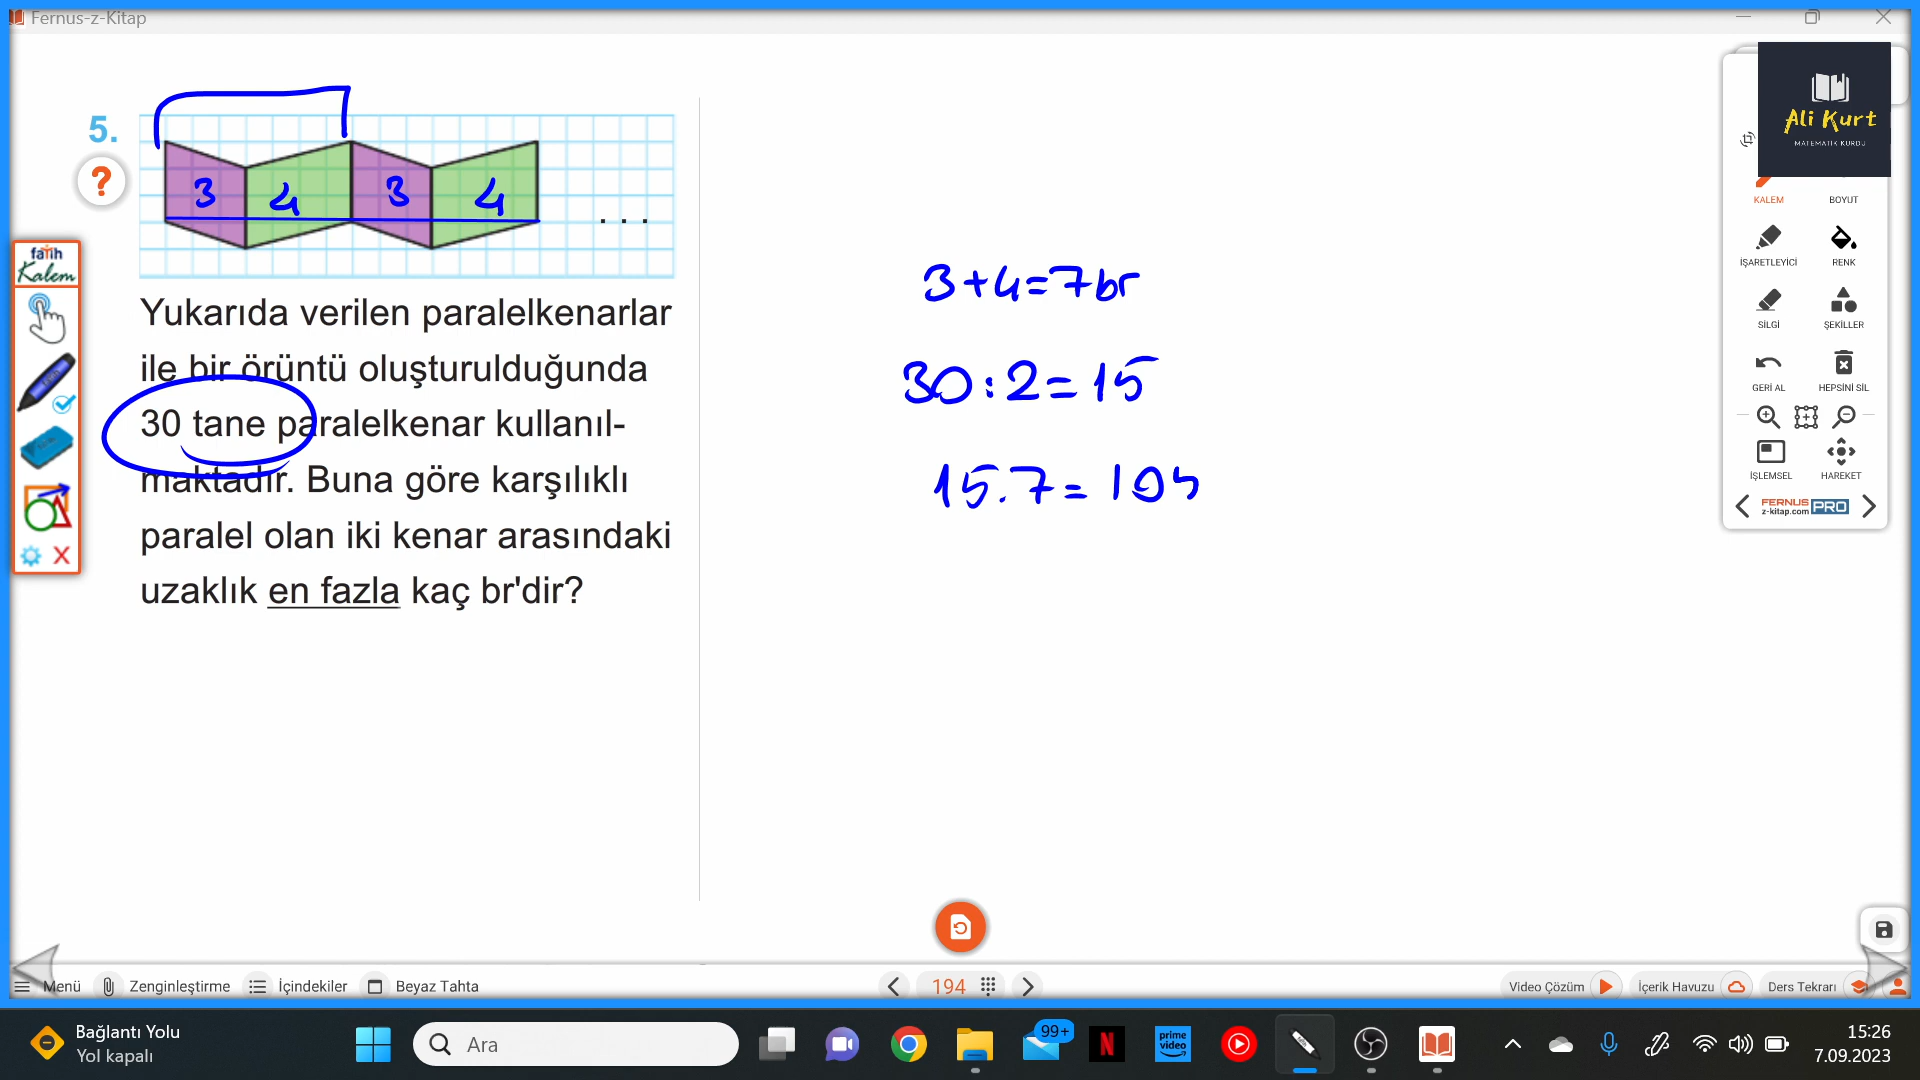 Fernus-z-Kitap
Ali Kurt
MATEMATİK KURDU
5.
?
3 4 3 4
...
fatih
Kalem
Yukarıda verilen paralelkenarlar
ile bir örüntü oluşturulduğunda
30 tane paralelkenar kullanıl-
maktadır. Buna göre karşılıklı
paralel olan iki kenar arasındaki
uzaklık en fazla kaç br'dir?
3+4=7br
30:2=15
15.7=105
KALEM
BOYUT
İŞARETLEYİCİ
RENK
SİLGİ
ŞEKİLLER
GERİ AL
HEPSİNİ SİL
İŞLEMSEL
HAREKET
FERNUS
z-kitap.com PRO
Menü
Zenginleştirme
İçindekiler
Beyaz Tahta
194
Video Çözüm
İçerik Havuzu
Ders Tekrarı
Bağlantı Yolu
Yol kapalı
Ara
99+
N
prime
video
15:26
7.09.2023